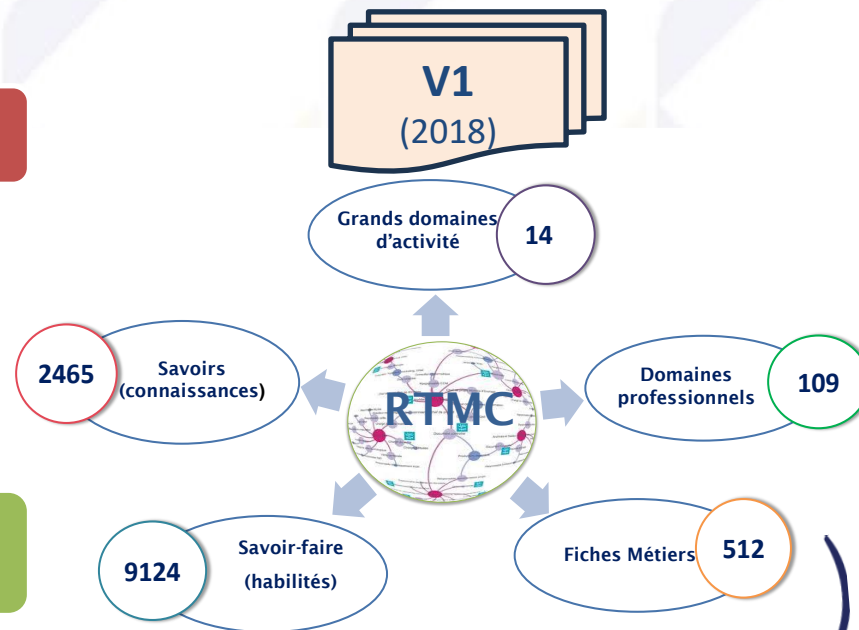 V1
(2018)
Grands domaines
d'activité
14
2465
Savoirs
(connaissances)
RTMC
Domaines
professionnels
109
9124
Savoir-faire
(habilités)
Fiches Métiers
512